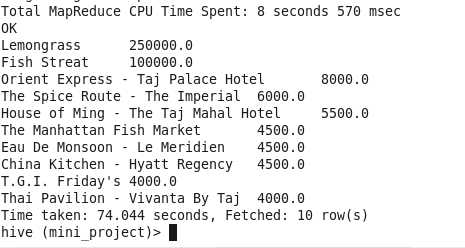 Total MapReduce CPU Time Spent: 8 seconds 570 msec
OK
Lemongrass 250000.0
Fish Streat 100000.0
Orient Express - Taj Palace Hotel 8000.0
The Spice Route - The Imperial 6000.0
House of Ming - The Taj Mahal Hotel 5500.0
The Manhattan Fish Market 4500.0
Eau De Monsoon - Le Meridien 4500.0
China Kitchen - Hyatt Regency 4500.0
T.G.I. Friday's 4000.0
Thai Pavilion - Vivanta By Taj 4000.0
Time taken: 74.044 seconds, Fetched: 10 row(s)
hive (mini_project)>